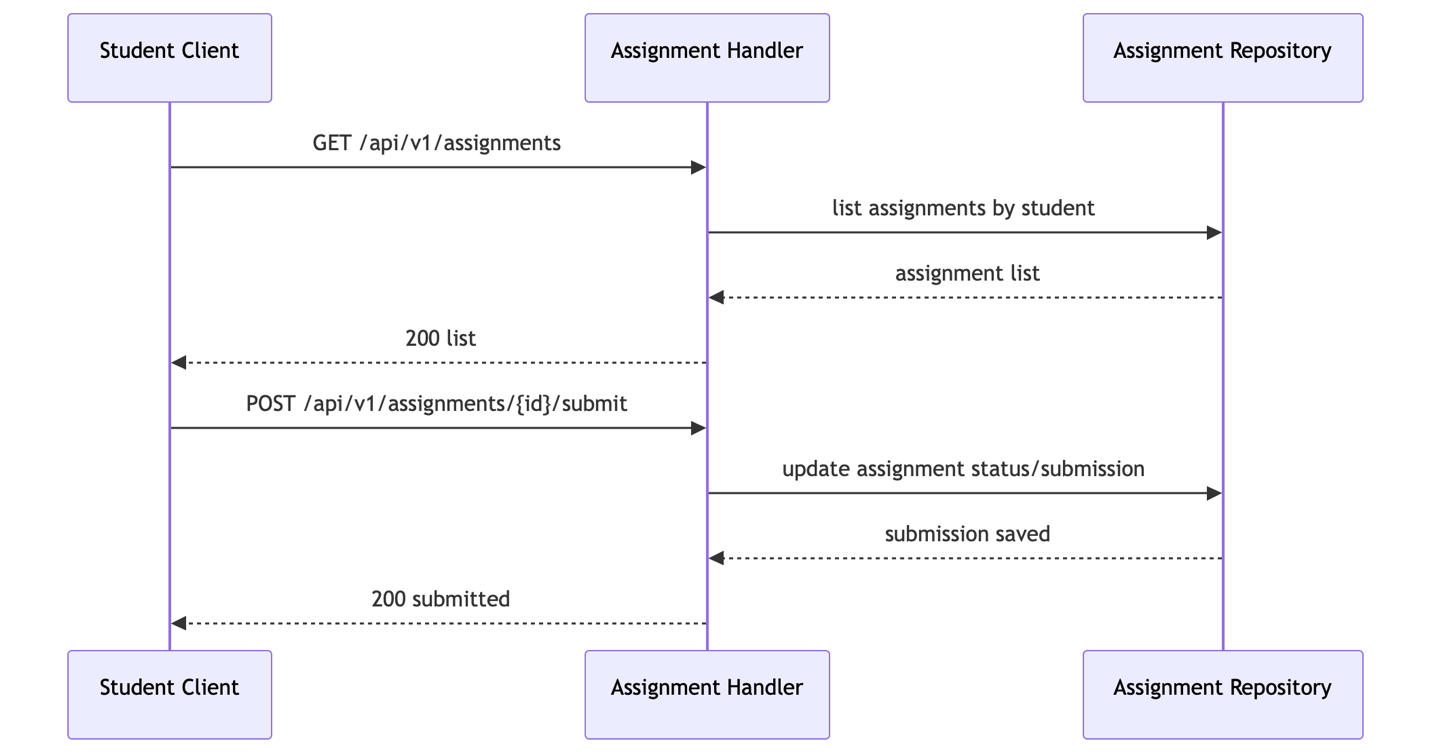 Student Client
Assignment Handler
Assignment Repository
GET /api/v1/assignments
list assignments by student
assignment list
200 list
POST /api/v1/assignments/{id}/submit
update assignment status/submission
submission saved
200 submitted
Student Client
Assignment Handler
Assignment Repository